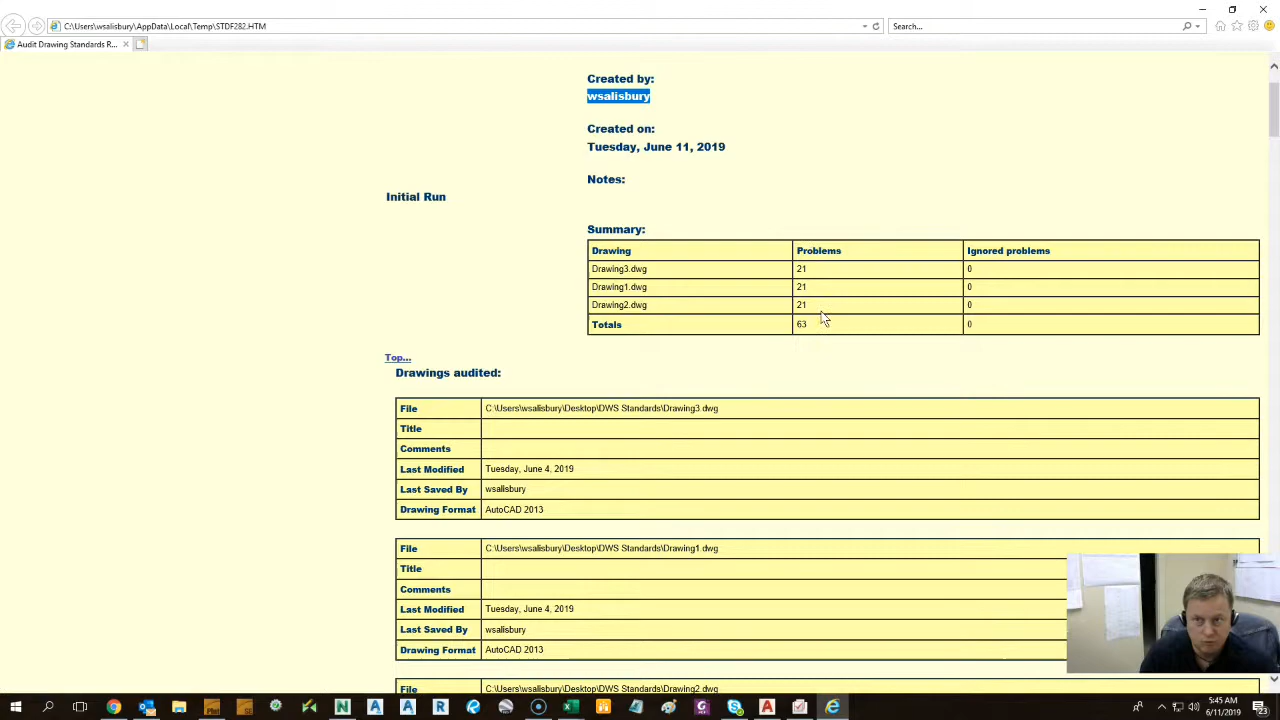 C:\Users\wsalisbury\AppData\Local\Temp\STDF282.HTM
Search...
Audit Drawing Standards R...
Created by:
wsalisbury
Created on:
Tuesday, June 11, 2019
Notes:
Initial Run
Summary:
Drawing Problems Ignored problems
Drawing3.dwg 21 0
Drawing1.dwg 21 0
Drawing2.dwg 21 0
Totals 63 0
Top...
Drawings audited:
File C:\Users\wsalisbury\Desktop\DWS Standards\Drawing3.dwg
Title
Comments
Last Modified Tuesday, June 4, 2019
Last Saved By wsalisbury
Drawing Format AutoCAD 2013
File C:\Users\wsalisbury\Desktop\DWS Standards\Drawing1.dwg
Title
Comments
Last Modified Tuesday, June 4, 2019
Last Saved By wsalisbury
Drawing Format AutoCAD 2013
File C:\Users\wsalisbury\Desktop\DWS Standards\Drawing2.dwg
5:45 AM
6/11/2019